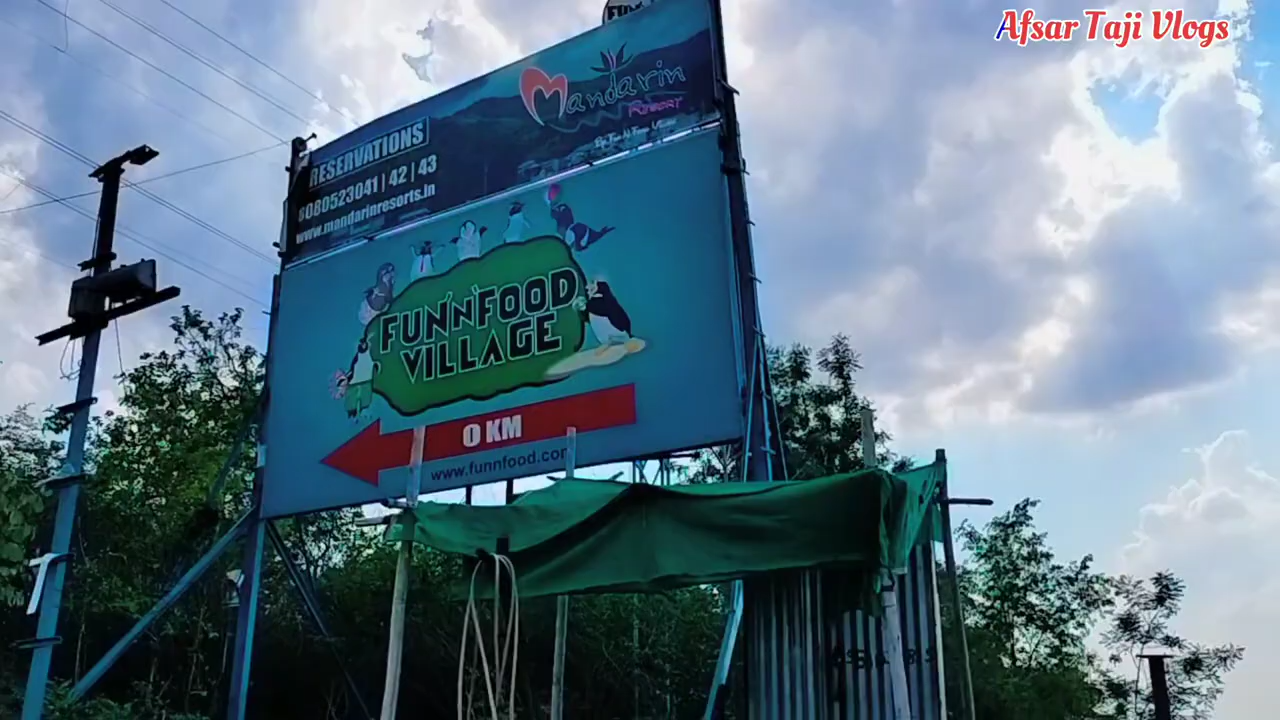 Afsar Taji Vlogs
Mandarin
RESORT
RESERVATIONS
8080523041 | 42 | 43
www.mandarinresorts.in
FUN'N'FOOD
VILLAGE
0 KM
www.funnfood.com